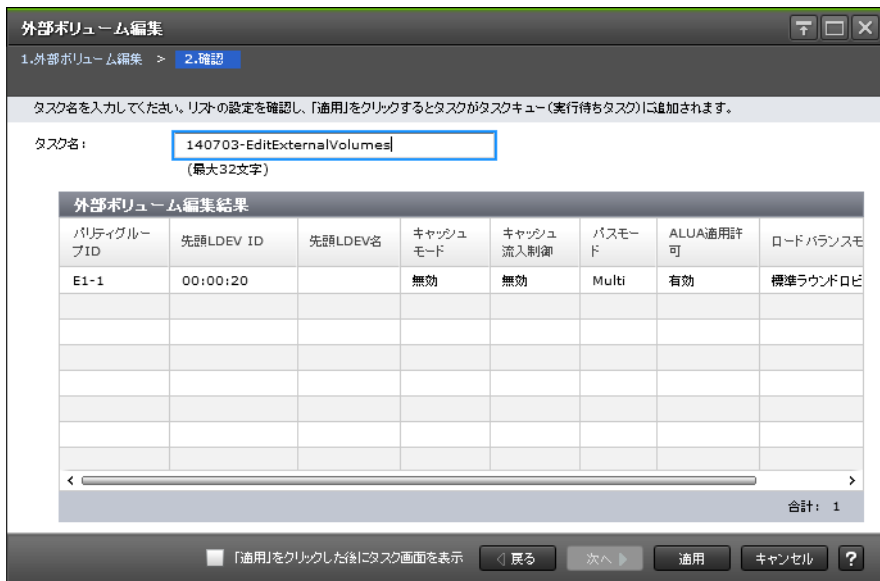 外部ボリューム編集
1.外部ボリューム編集 > 2.確認
タスク名を入力してください。リストの設定を確認し、「適用」をクリックするとタスクがタスクキュー(実行待ちタスク)に追加されます。
タスク名: 140703-EditExternalVolumes
(最大32文字)
外部ボリューム編集結果
パリティグルー
プID
先頭LDEV ID
先頭LDEV名
キャッシュ
モード
キャッシュ
流入制御
パスモー
ド
ALUA適用許
可
ロードバランスモ
E1-1 00:00:20 無効 無効 Multi 有効 標準ラウンドロビ
合計: 1
「適用」をクリックした後にタスク画面を表示 戻る 次へ 適用 キャンセル ?